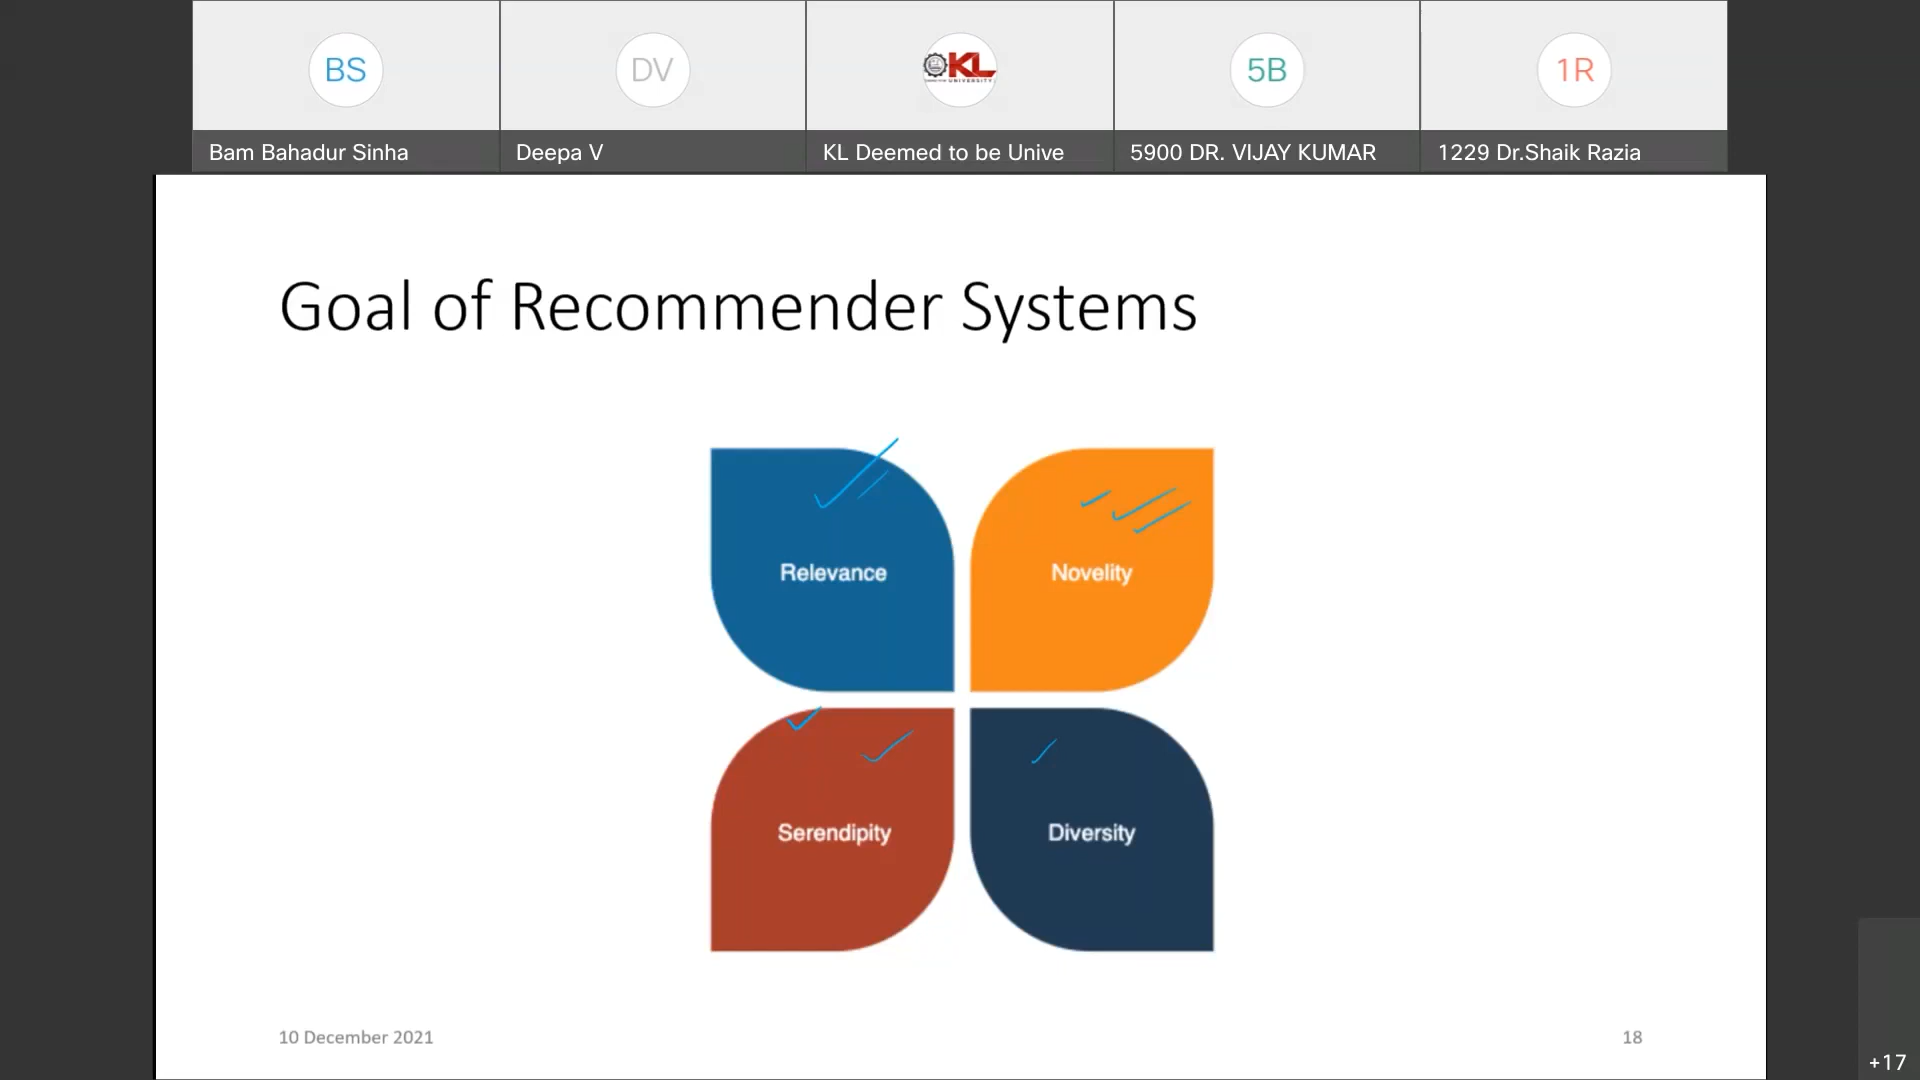 BS
DV
KL
UNIVERSITY
5B
1R
Bam Bahadur Sinha
Deepa V
KL Deemed to be Unive
5900 DR. VIJAY KUMAR
1229 Dr.Shaik Razia
Goal of Recommender Systems
Relevance
Novelity
Serendipity
Diversity
10 December 2021
18
+17